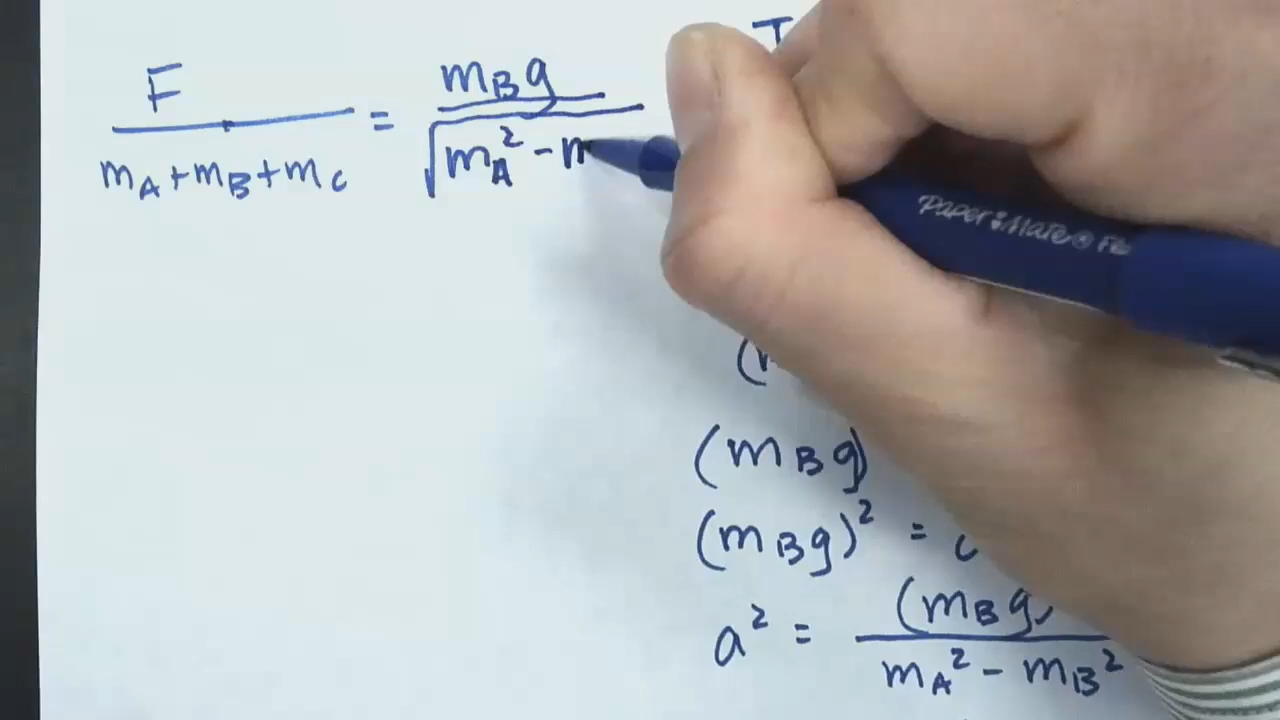 F / (m_A + m_B + m_C) = m_B g / √(m_A² - m
T
(m_B g)
(m_B g)² =
a² = (m_B g) / (m_A² - m_B²)
Paper:Mate®